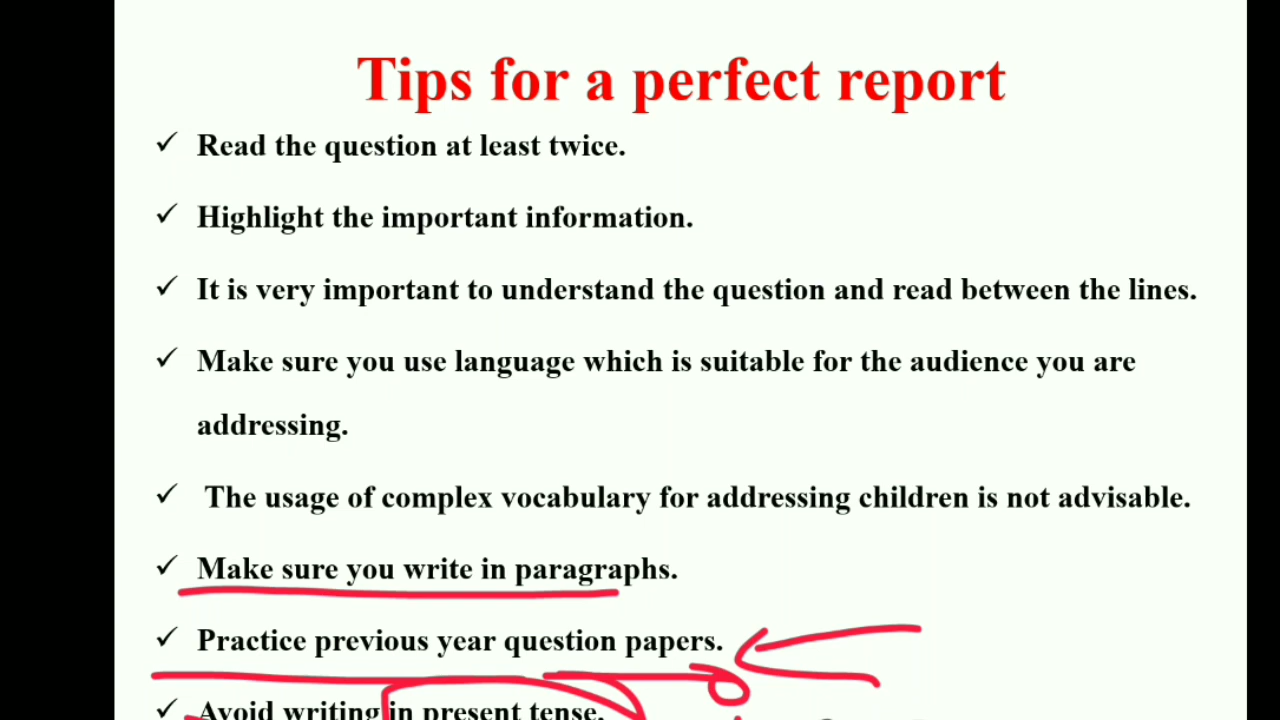 Tips for a perfect report
✓ Read the question at least twice.
✓ Highlight the important information.
✓ It is very important to understand the question and read between the lines.
✓ Make sure you use language which is suitable for the audience you are
addressing.
✓ The usage of complex vocabulary for addressing children is not advisable.
✓ Make sure you write in paragraphs.
✓ Practice previous year question papers.
✓ Avoid writing in present tense.